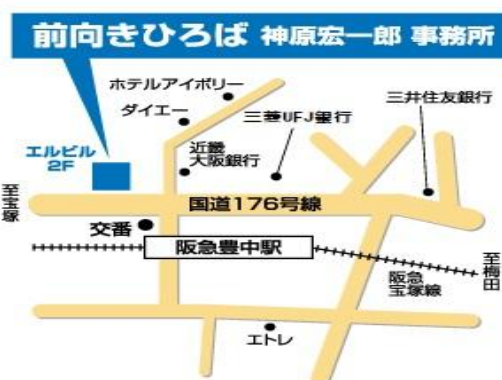 前向きひろば 神原宏一郎 事務所
ホテルアイボリー
ダイエー
三菱UFJ銀行
三井住友銀行
近畿
大阪銀行
エルビル
2F
至宝塚
国道176号線
交番
阪急豊中駅
阪急
宝塚線
至梅田
エトレ